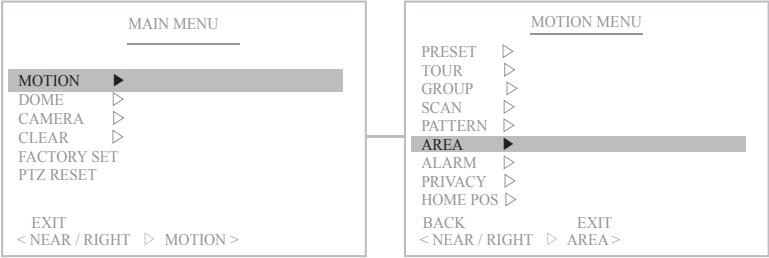 MAIN MENU
MOTION ▶
DOME ▷
CAMERA ▷
CLEAR ▷
FACTORY SET
PTZ RESET
EXIT
< NEAR / RIGHT ▷ MOTION >
MOTION MENU
PRESET ▷
TOUR ▷
GROUP ▷
SCAN ▷
PATTERN ▷
AREA ▶
ALARM ▷
PRIVACY ▷
HOME POS ▷
BACK EXIT
< NEAR / RIGHT ▷ AREA >